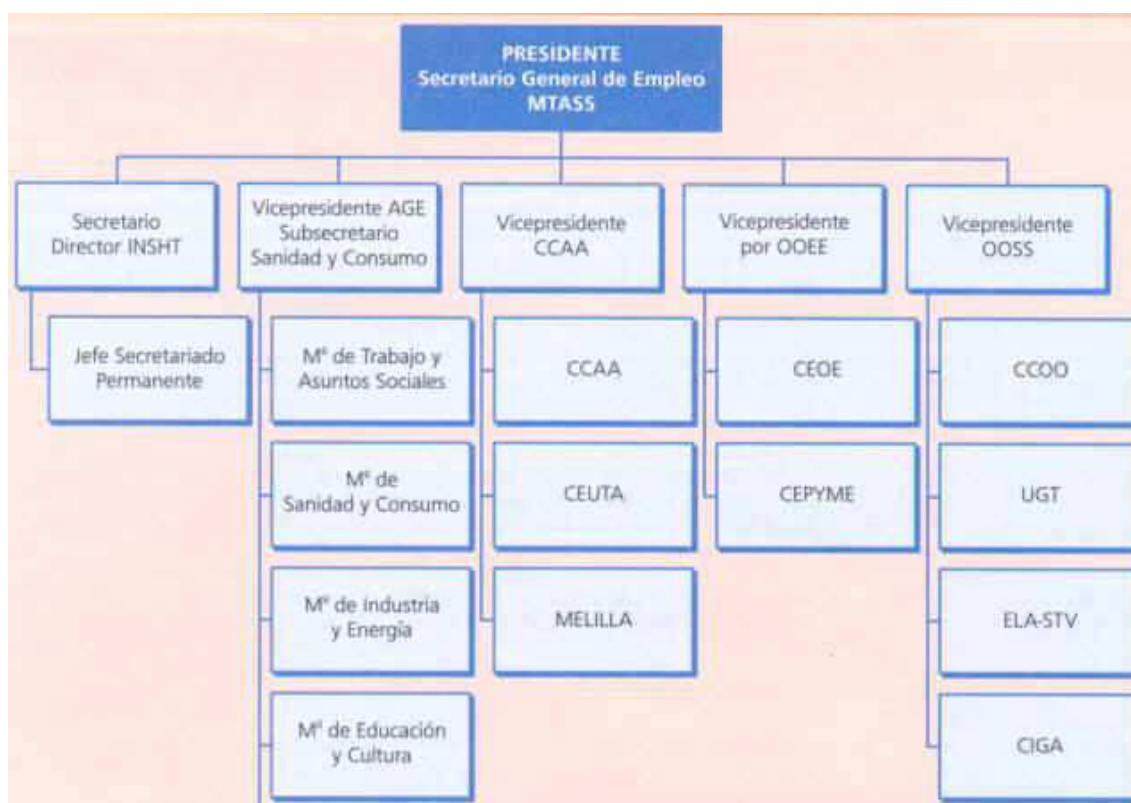 PRESIDENTE
Secretario General de Empleo
MTASS
Secretario
Director INSHT
Vicepresidente AGE
Subsecretario
Sanidad y Consumo
Vicepresidente
CCAA
Vicepresidente
por OOEE
Vicepresidente
OOSS
Jefe Secretariado
Permanente
Mº de Trabajo y
Asuntos Sociales
CCAA
CEOE
CCOO
Mº de
Sanidad y Consumo
CEUTA
CEPYME
UGT
Mº de Industria
y Energía
MELILLA
ELA-STV
Mº de Educación
y Cultura
CIGA